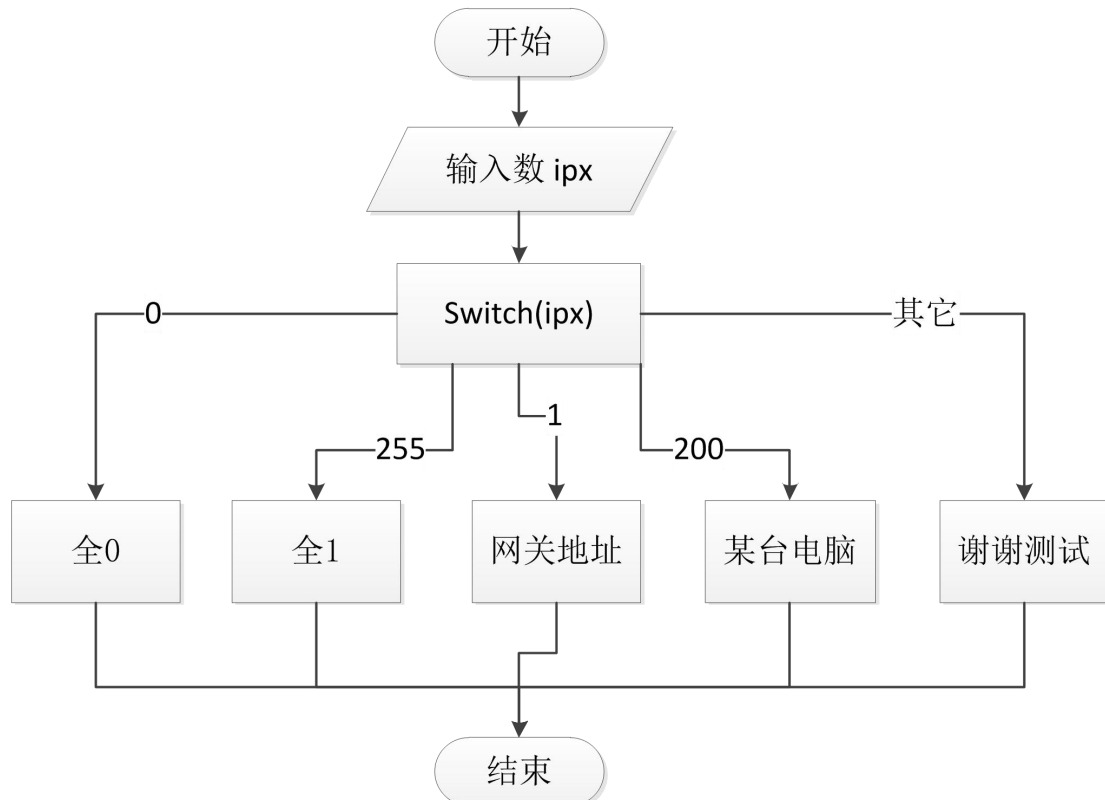 开始
输入数 ipx
Switch(ipx)
0
其它
255
1
200
全0
全1
网关地址
某台电脑
谢谢测试
结束